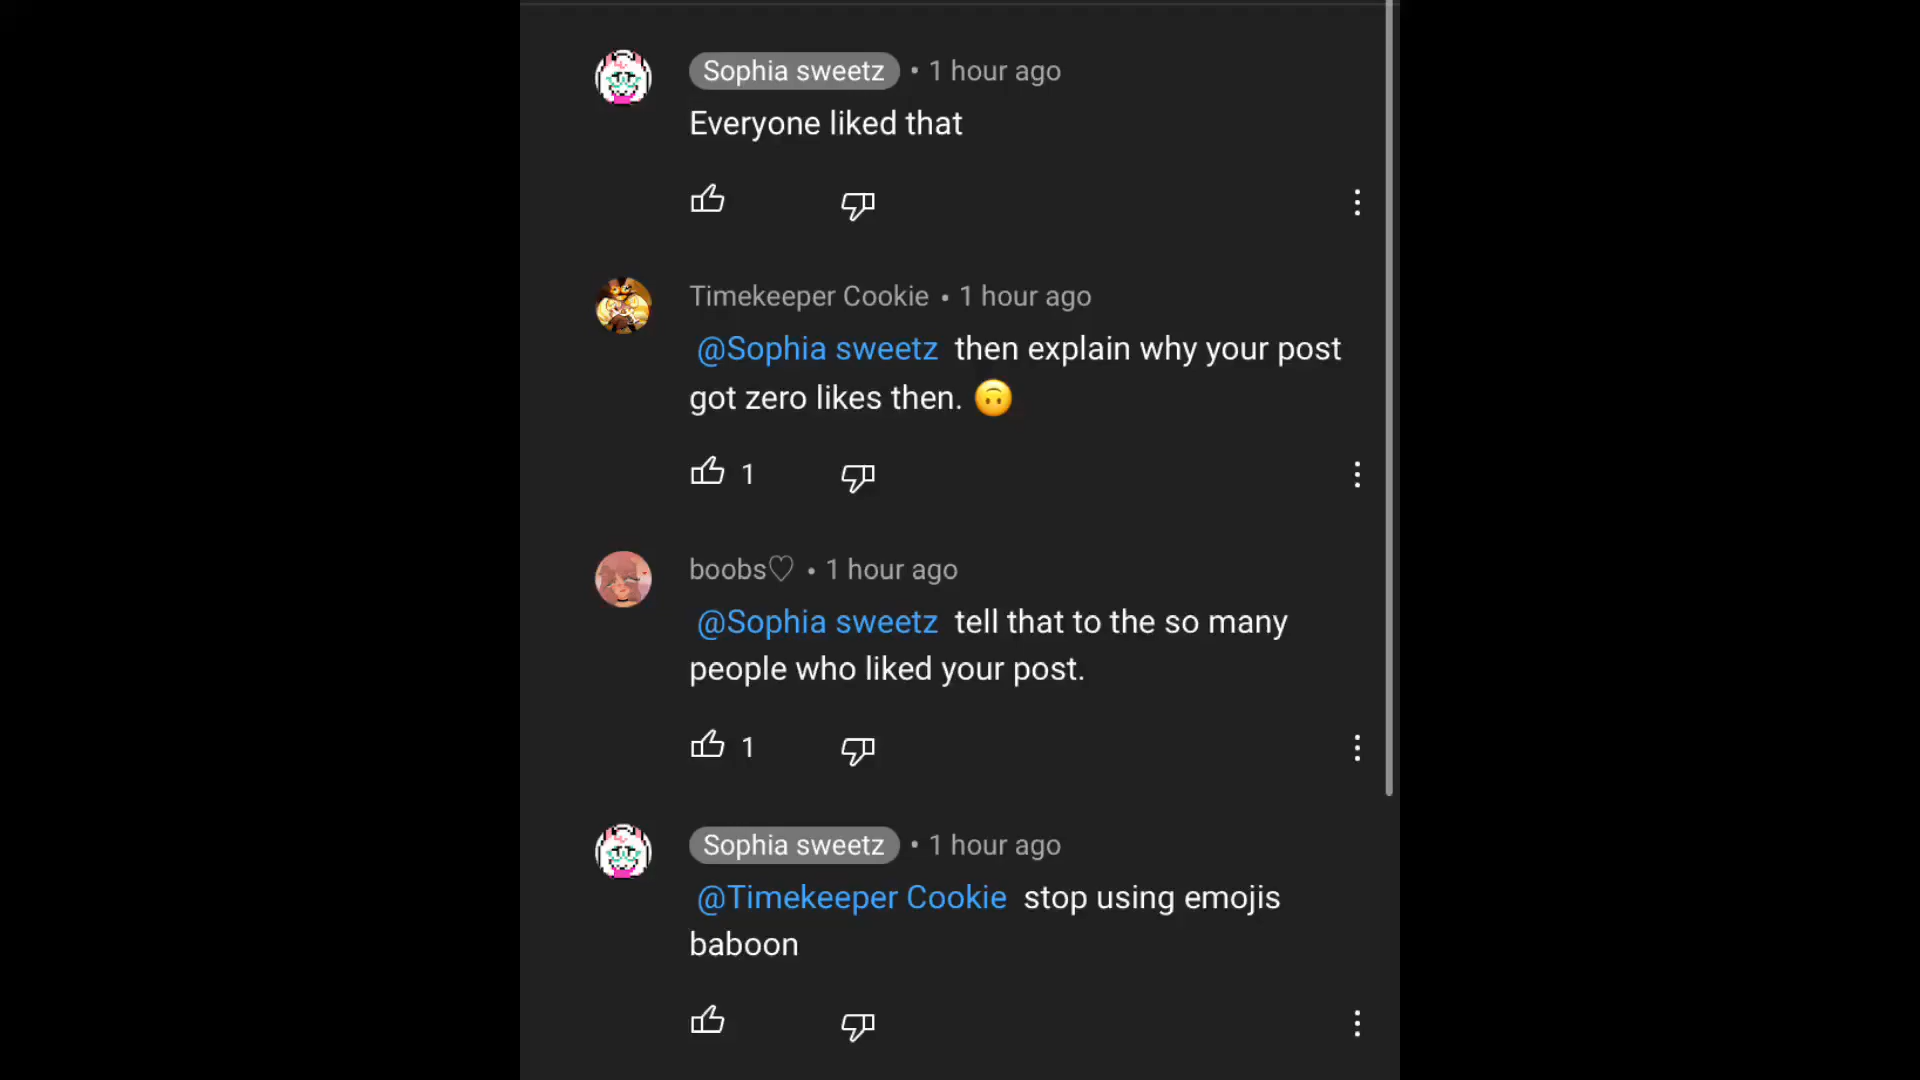 Sophia sweetz • 1 hour ago
Everyone liked that
Timekeeper Cookie • 1 hour ago
@Sophia sweetz then explain why your post
got zero likes then. 🙃
1
boobs♡ • 1 hour ago
@Sophia sweetz tell that to the so many
people who liked your post.
1
Sophia sweetz • 1 hour ago
@Timekeeper Cookie stop using emojis
baboon